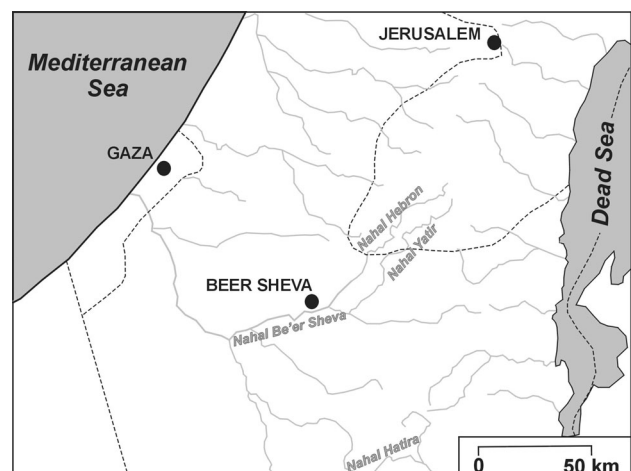 JERUSALEM
Mediterranean
Sea
GAZA
Dead Sea
Nahal Hebron
Nahal Yatir
BEER SHEVA
Nahal Be'er Sheva
Nahal Hatira
0 50 km